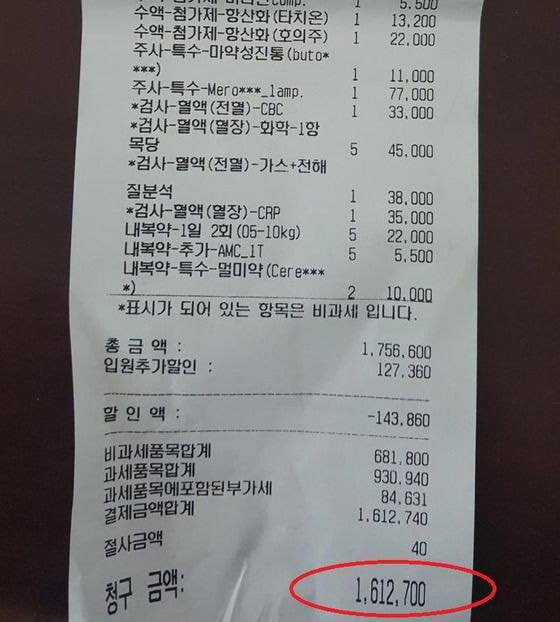 1 5,500
수액-첨가제-항산화(타치온) 1 13,200
수액-첨가제-항산화(호의주) 1 22,000
주사-특수-마약성진통(buto*
***) 1 11,000
주사-특수-Mero***_1amp. 1 77,000
*검사-혈액(전혈)-CBC 1 33,000
*검사-혈액(혈장)-화학-1항
목당 5 45,000
*검사-혈액(전혈)-가스+전해
질분석 1 38,000
*검사-혈액(혈장)-CRP 1 35,000
내복약-1일 2회(05-10kg) 5 22,000
내복약-추가-AMC_1T 5 5,500
내복약-특수-멀미약(Cere***
*) 2 10,000
*표시가 되어 있는 항목은 비과세 입니다.
총 금액 : 1,756,600
입원추가할인 : 127,360
할 인 액 : -143,860
비과세품목합계 681,800
과세품목합계 930,940
과세품목에포함된부가세 84,631
결제금액합계 1,612,740
절사금액 40
청구 금액: 1,612,700